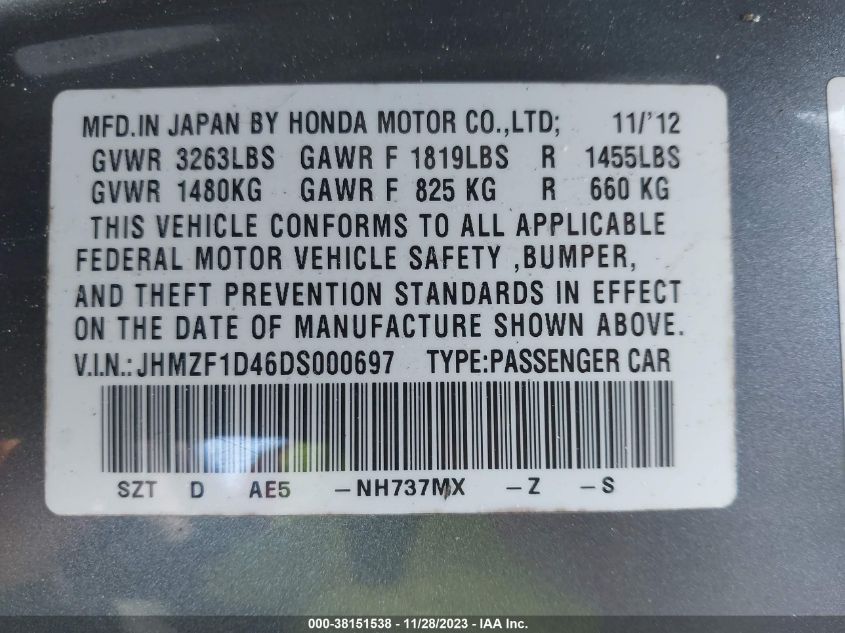 MFD.IN JAPAN BY HONDA MOTOR CO.,LTD; 11/'12
GVWR 3263LBS GAWR F 1819LBS R 1455LBS
GVWR 1480KG GAWR F 825 KG R 660 KG
THIS VEHICLE CONFORMS TO ALL APPLICABLE
FEDERAL MOTOR VEHICLE SAFETY ,BUMPER,
AND THEFT PREVENTION STANDARDS IN EFFECT
ON THE DATE OF MANUFACTURE SHOWN ABOVE.
V.I.N.:JHMZF1D46DS000697 TYPE:PASSENGER CAR
SZT D AE5 -NH737MX -Z -S
000-38151538 - 11/28/2023 - IAA Inc.